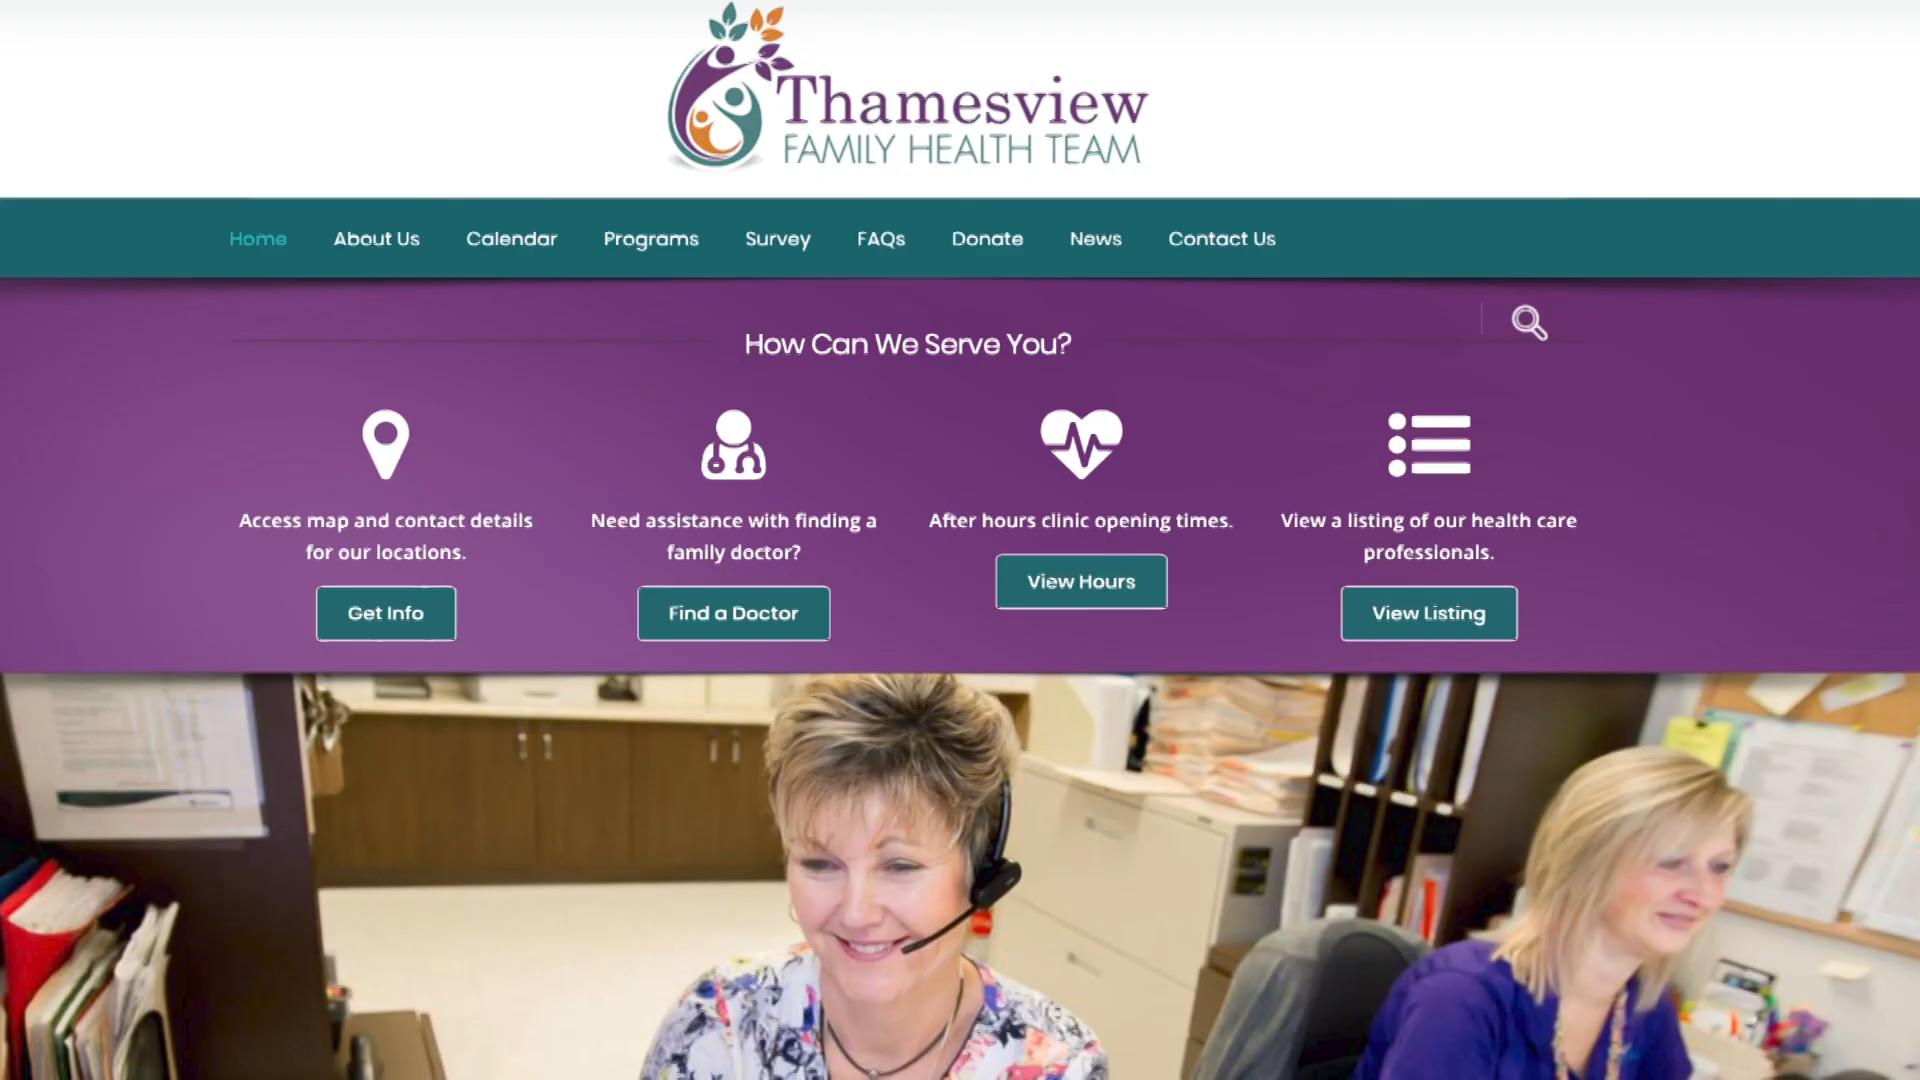 Thamesview
FAMILY HEALTH TEAM
Home About Us Calendar Programs Survey FAQs Donate News Contact Us
How Can We Serve You?
Access map and contact details
for our locations.
Get Info
Need assistance with finding a
family doctor?
Find a Doctor
After hours clinic opening times.
View Hours
View a listing of our health care
professionals.
View Listing